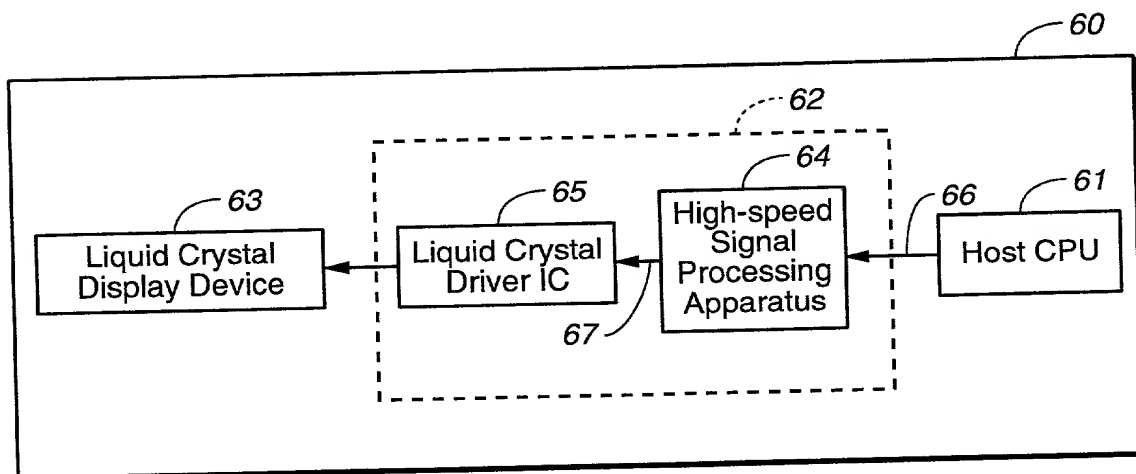 60
62
64
61
66
63
65
High-speed
Signal
Processing
Apparatus
Host CPU
Liquid Crystal
Display Device
Liquid Crystal
Driver IC
67